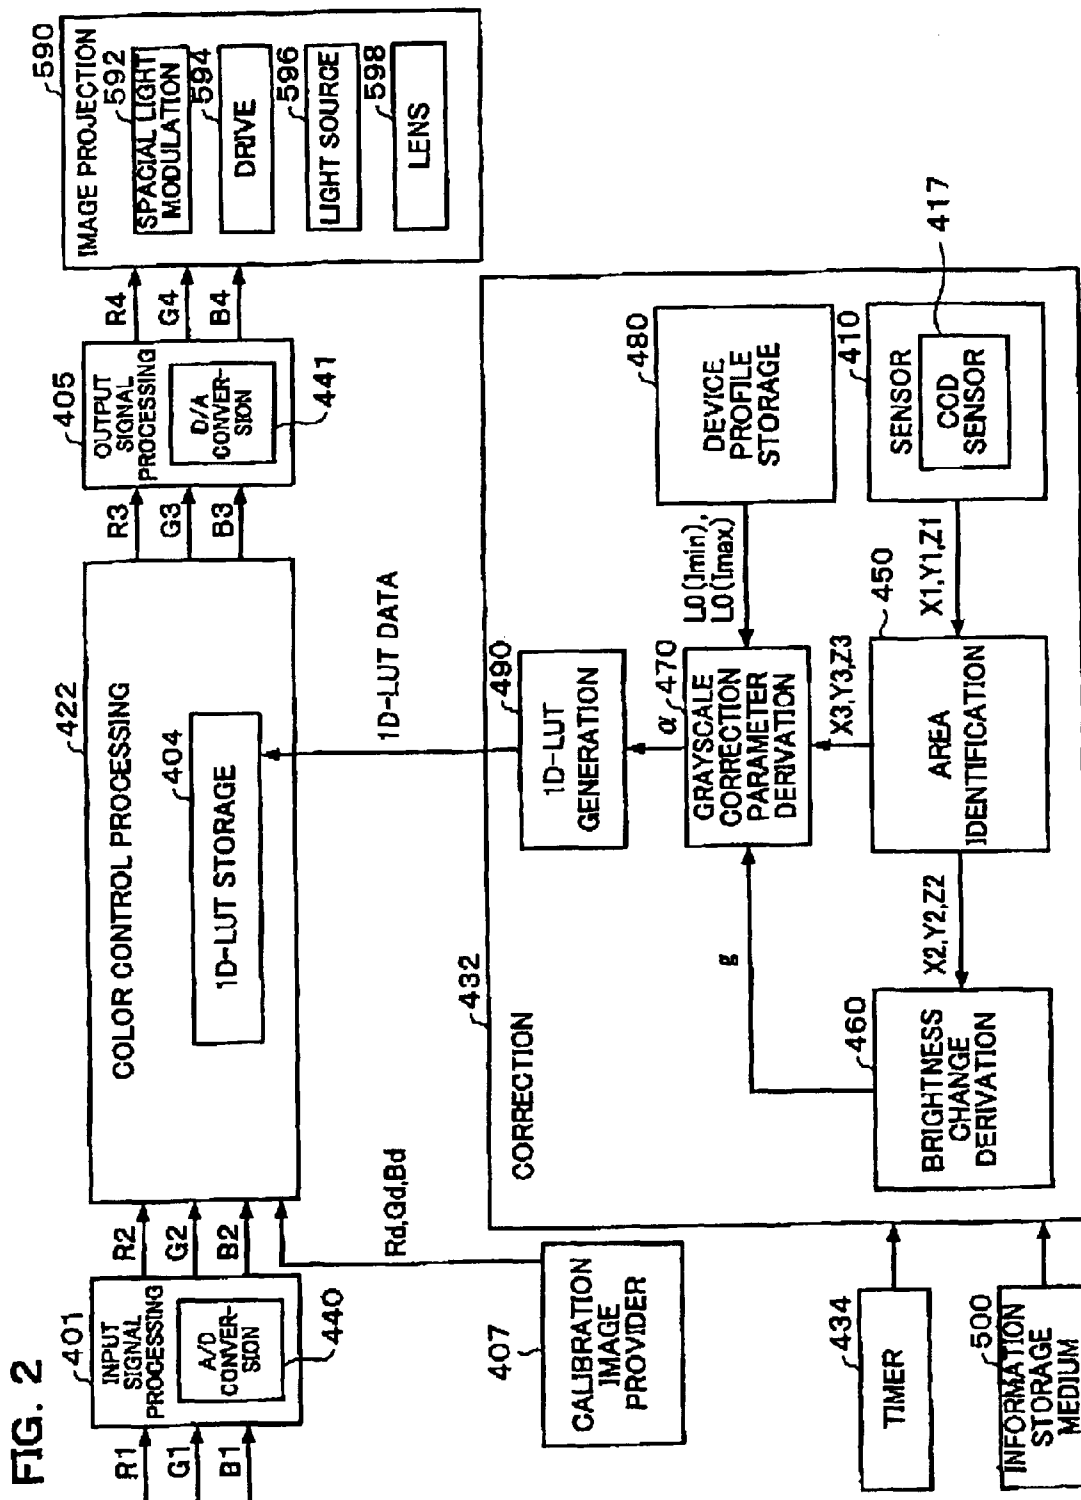 FIG. 2
R1
G1
B1
401
INPUT
SIGNAL
PROCESSING
A/D
CONVER-
SION
440
R2
G2
B2
422
COLOR CONTROL PROCESSING
404
1D-LUT STORAGE
R3
G3
B3
405
OUTPUT
SIGNAL
PROCESSING
D/A
CONVER-
SION
441
R4
G4
B4
590
IMAGE PROJECTION
592
SPACIAL LIGHT
MODULATION
594
DRIVE
596
LIGHT SOURCE
598
LENS
407
CALIBRATION
IMAGE
PROVIDER
Rd,Gd,Bd
1D-LUT DATA
432
CORRECTION
490
1D-LUT
GENERATION
α
470
GRAYSCALE
CORRECTION
PARAMETER
DERIVATION
L0(Imin),
L0(Imax)
480
DEVICE
PROFILE
STORAGE
g
X3,Y3,Z3
460
BRIGHTNESS
CHANGE
DERIVATION
X2,Y2,Z2
450
AREA
IDENTIFICATION
X1,Y1,Z1
410
SENSOR
CCD
SENSOR
417
434
TIMER
500
INFORMATION
STORAGE
MEDIUM